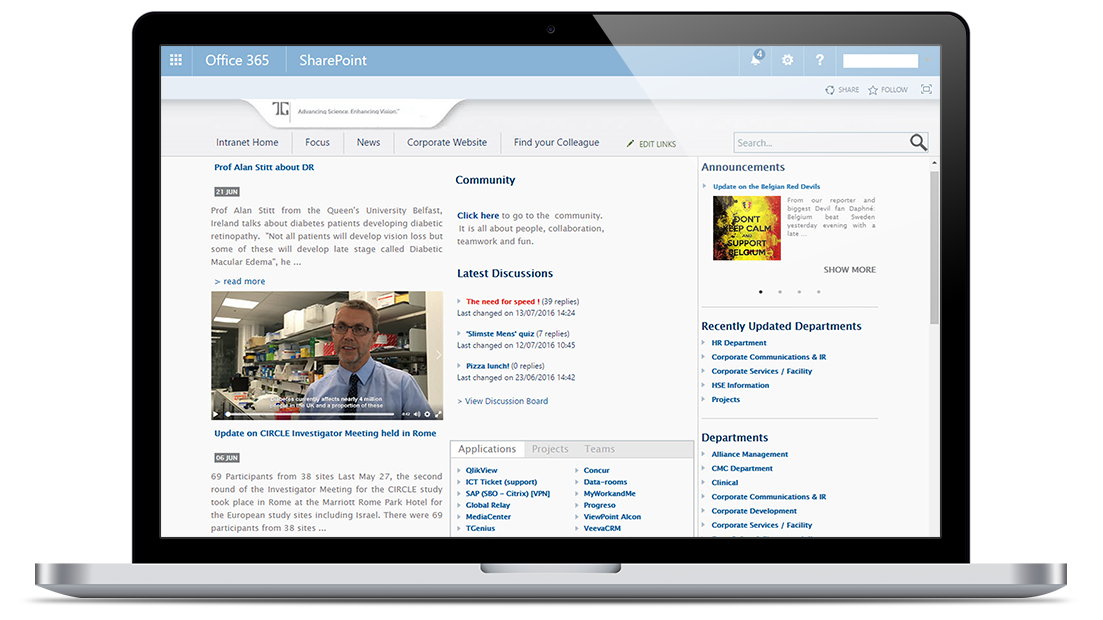 Office 365
SharePoint
4
?
SHARE
FOLLOW
TG
Advancing Science. Enhancing Vision.™
Intranet Home
Focus
News
Corporate Website
Find your Colleague
EDIT LINKS
Search...
Prof Alan Stitt about DR
21 JUN
Prof Alan Stitt from the Queen's University Belfast,
Ireland talks about diabetes patients developing diabetic
retinopathy. "Not all patients will develop vision loss but
some of these will develop late stage called Diabetic
Macular Edema", he ...
> read more
Diabetes currently affects nearly 4 million
people in the UK and a proportion of these
0:42
Update on CIRCLE Investigator Meeting held in Rome
06 JUN
69 Participants from 38 sites Last May 27, the second
round of the Investigator Meeting for the CIRCLE study
took place in Rome at the Marriott Rome Park Hotel for
the European study sites including Israel. There were 69
participants from 38 sites ...
Community
Click here to go to the community.
It is all about people, collaboration,
teamwork and fun.
Latest Discussions
The need for speed ! (39 replies)
Last changed on 13/07/2016 14:24
'Slimste Mens' quiz (7 replies)
Last changed on 12/07/2016 10:45
Pizza lunch! (0 replies)
Last changed on 23/06/2016 14:42
> View Discussion Board
Applications
Projects
Teams
QlikView
ICT Ticket (support)
SAP (SBO – Citrix) [VPN]
Global Relay
MediaCenter
TGenius
Concur
Data-rooms
MyWorkandMe
Progreso
ViewPoint Alcon
VeevaCRM
Announcements
Update on the Belgian Red Devils
DON'T
KEEP CALM
AND
SUPPORT
BELGIUM
From our reporter and
biggest Devil fan Daphné:
Belgium beat Sweden
yesterday evening with a
late ...
SHOW MORE
Recently Updated Departments
HR Department
Corporate Communications & IR
Corporate Services / Facility
HSE Information
Projects
Departments
Alliance Management
CMC Department
Clinical
Corporate Communications & IR
Corporate Development
Corporate Services / Facility